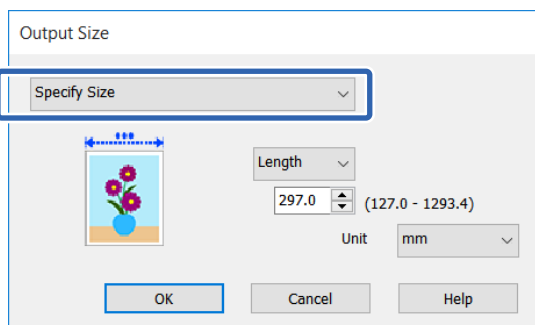 Output Size
Specify Size
Length
297.0 (127.0 - 1293.4)
Unit mm
OK Cancel Help